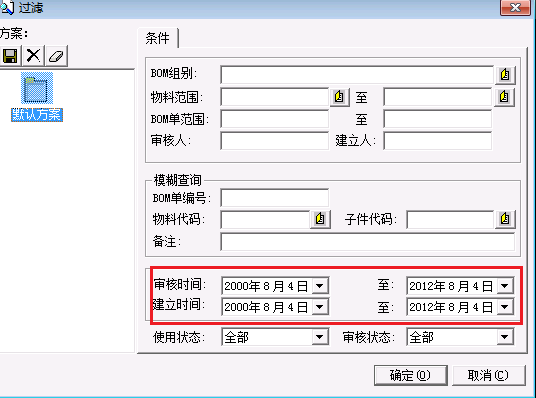 过滤
方案:
默认方案
条件
BOM组别:
物料范围: 至
BOM单范围: 至
审核人: 建立人:
模糊查询
BOM单编号:
物料代码: 子件代码:
备注:
审核时间: 2000年 8 月 4 日 至: 2012年 8 月 4 日
建立时间: 2000年 8 月 4 日 至: 2012年 8 月 4 日
使用状态: 全部 审核状态: 全部
确定(O) 取消(C)